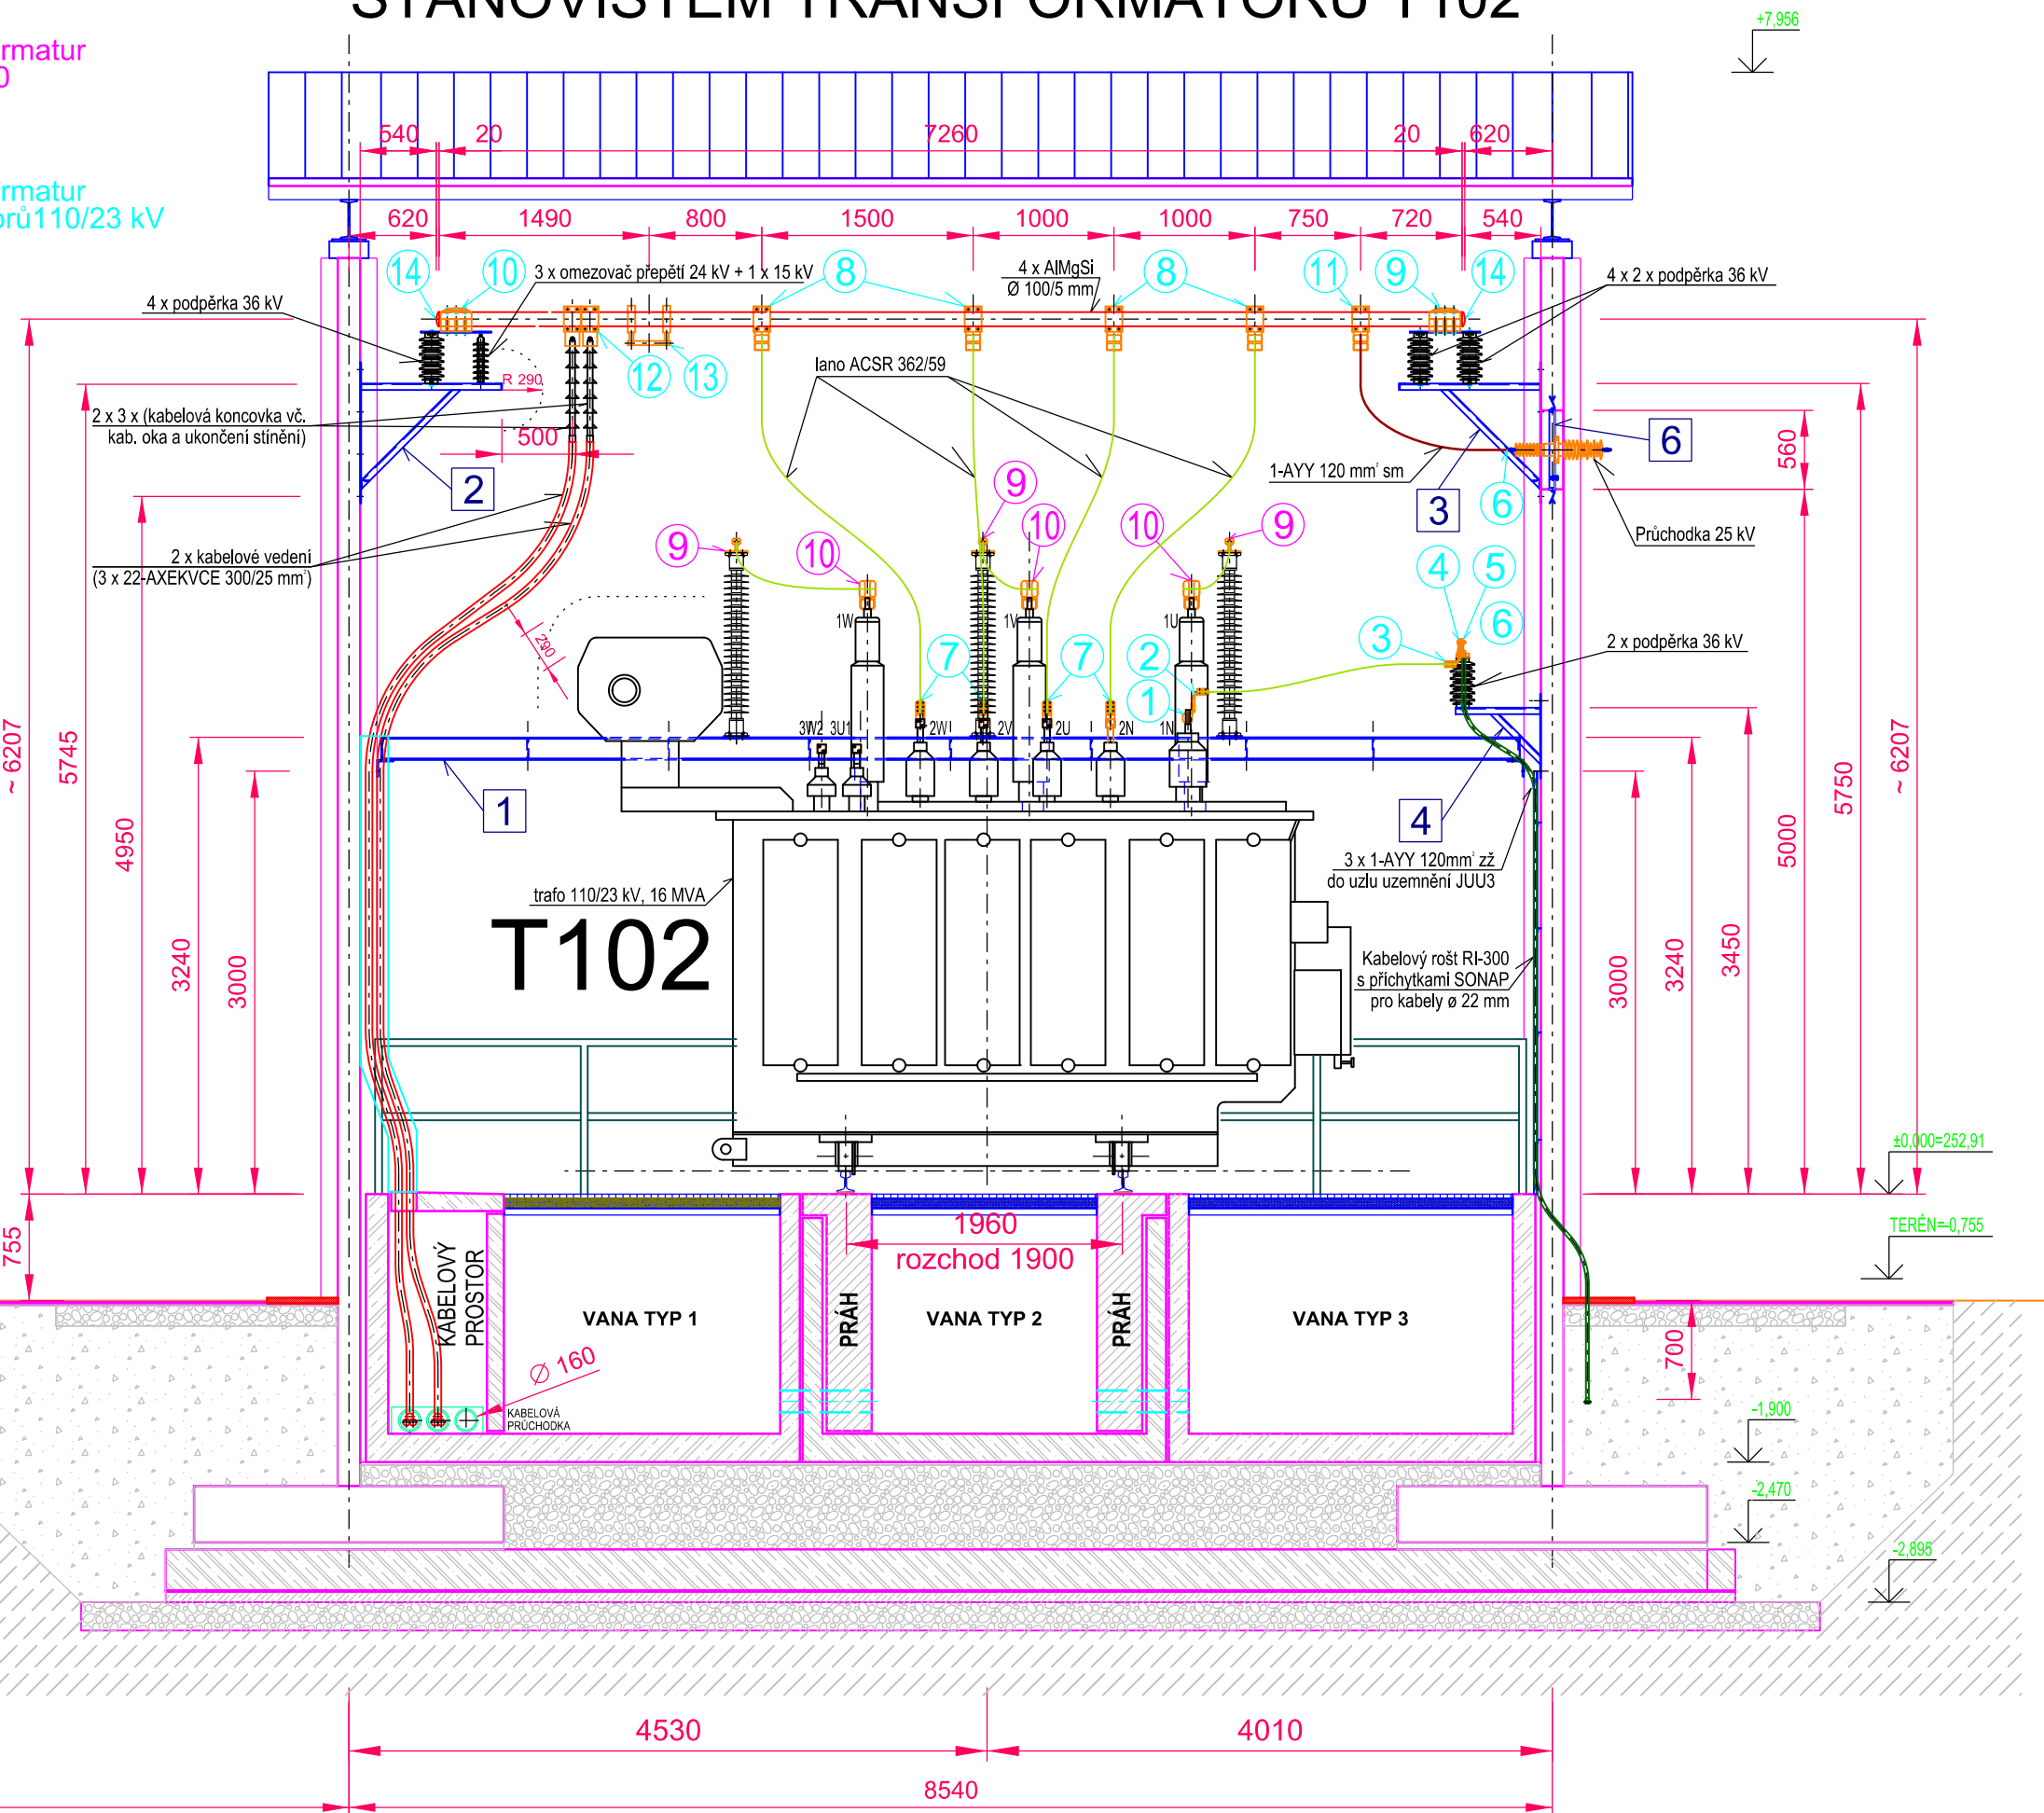 STANOVIŠTĚM TRANSFORMÁTORU T102
+7,956
rmatur
0
540 20 7260 20 620
rmatur
orů110/23 kV
620 1490 800 1500 1000 1000 750 720 540
14 10 8 8 11 9 14
3 x omezovač přepětí 24 kV + 1 x 15 kV
4 x AlMgSi
Ø 100/5 mm
4 x 2 x podpěrka 36 kV
4 x podpěrka 36 kV
12 13
lano ACSR 362/59
R 290
2 x 3 x (kabelová koncovka vč.
kab. oka a ukončení stínění)
500
2
1-AYY 120 mm² sm
3
6
6
560
Průchodka 25 kV
9 10 9 10 10 9
2 x kabelové vedení
(3 x 22-AXEKVCE 300/25 mm²)
290
1W 1V 1U
4 5
6
3
2 x podpěrka 36 kV
7 7 2
1
3W2 3U1 2W 2V 2U 2N 1N
1
4
3 x 1-AYY 120mm² zž
do uzlu uzemnění JUU3
trafo 110/23 kV, 16 MVA
T102
Kabelový rošt RI-300
s příchytkami SONAP
pro kabely ø 22 mm
~ 6207
5745
4950
3240
3000
3000
3240
3450
5000
5750
~ 6207
±0,000=252,91
755
TERÉN=-0,755
1960
rozchod 1900
KABELOVÝ
PROSTOR
VANA TYP 1
PRÁH
VANA TYP 2
PRÁH
VANA TYP 3
Ø 160
KABELOVÁ
PRŮCHODKA
700
-1,900
-2,470
-2,895
4530 4010
8540